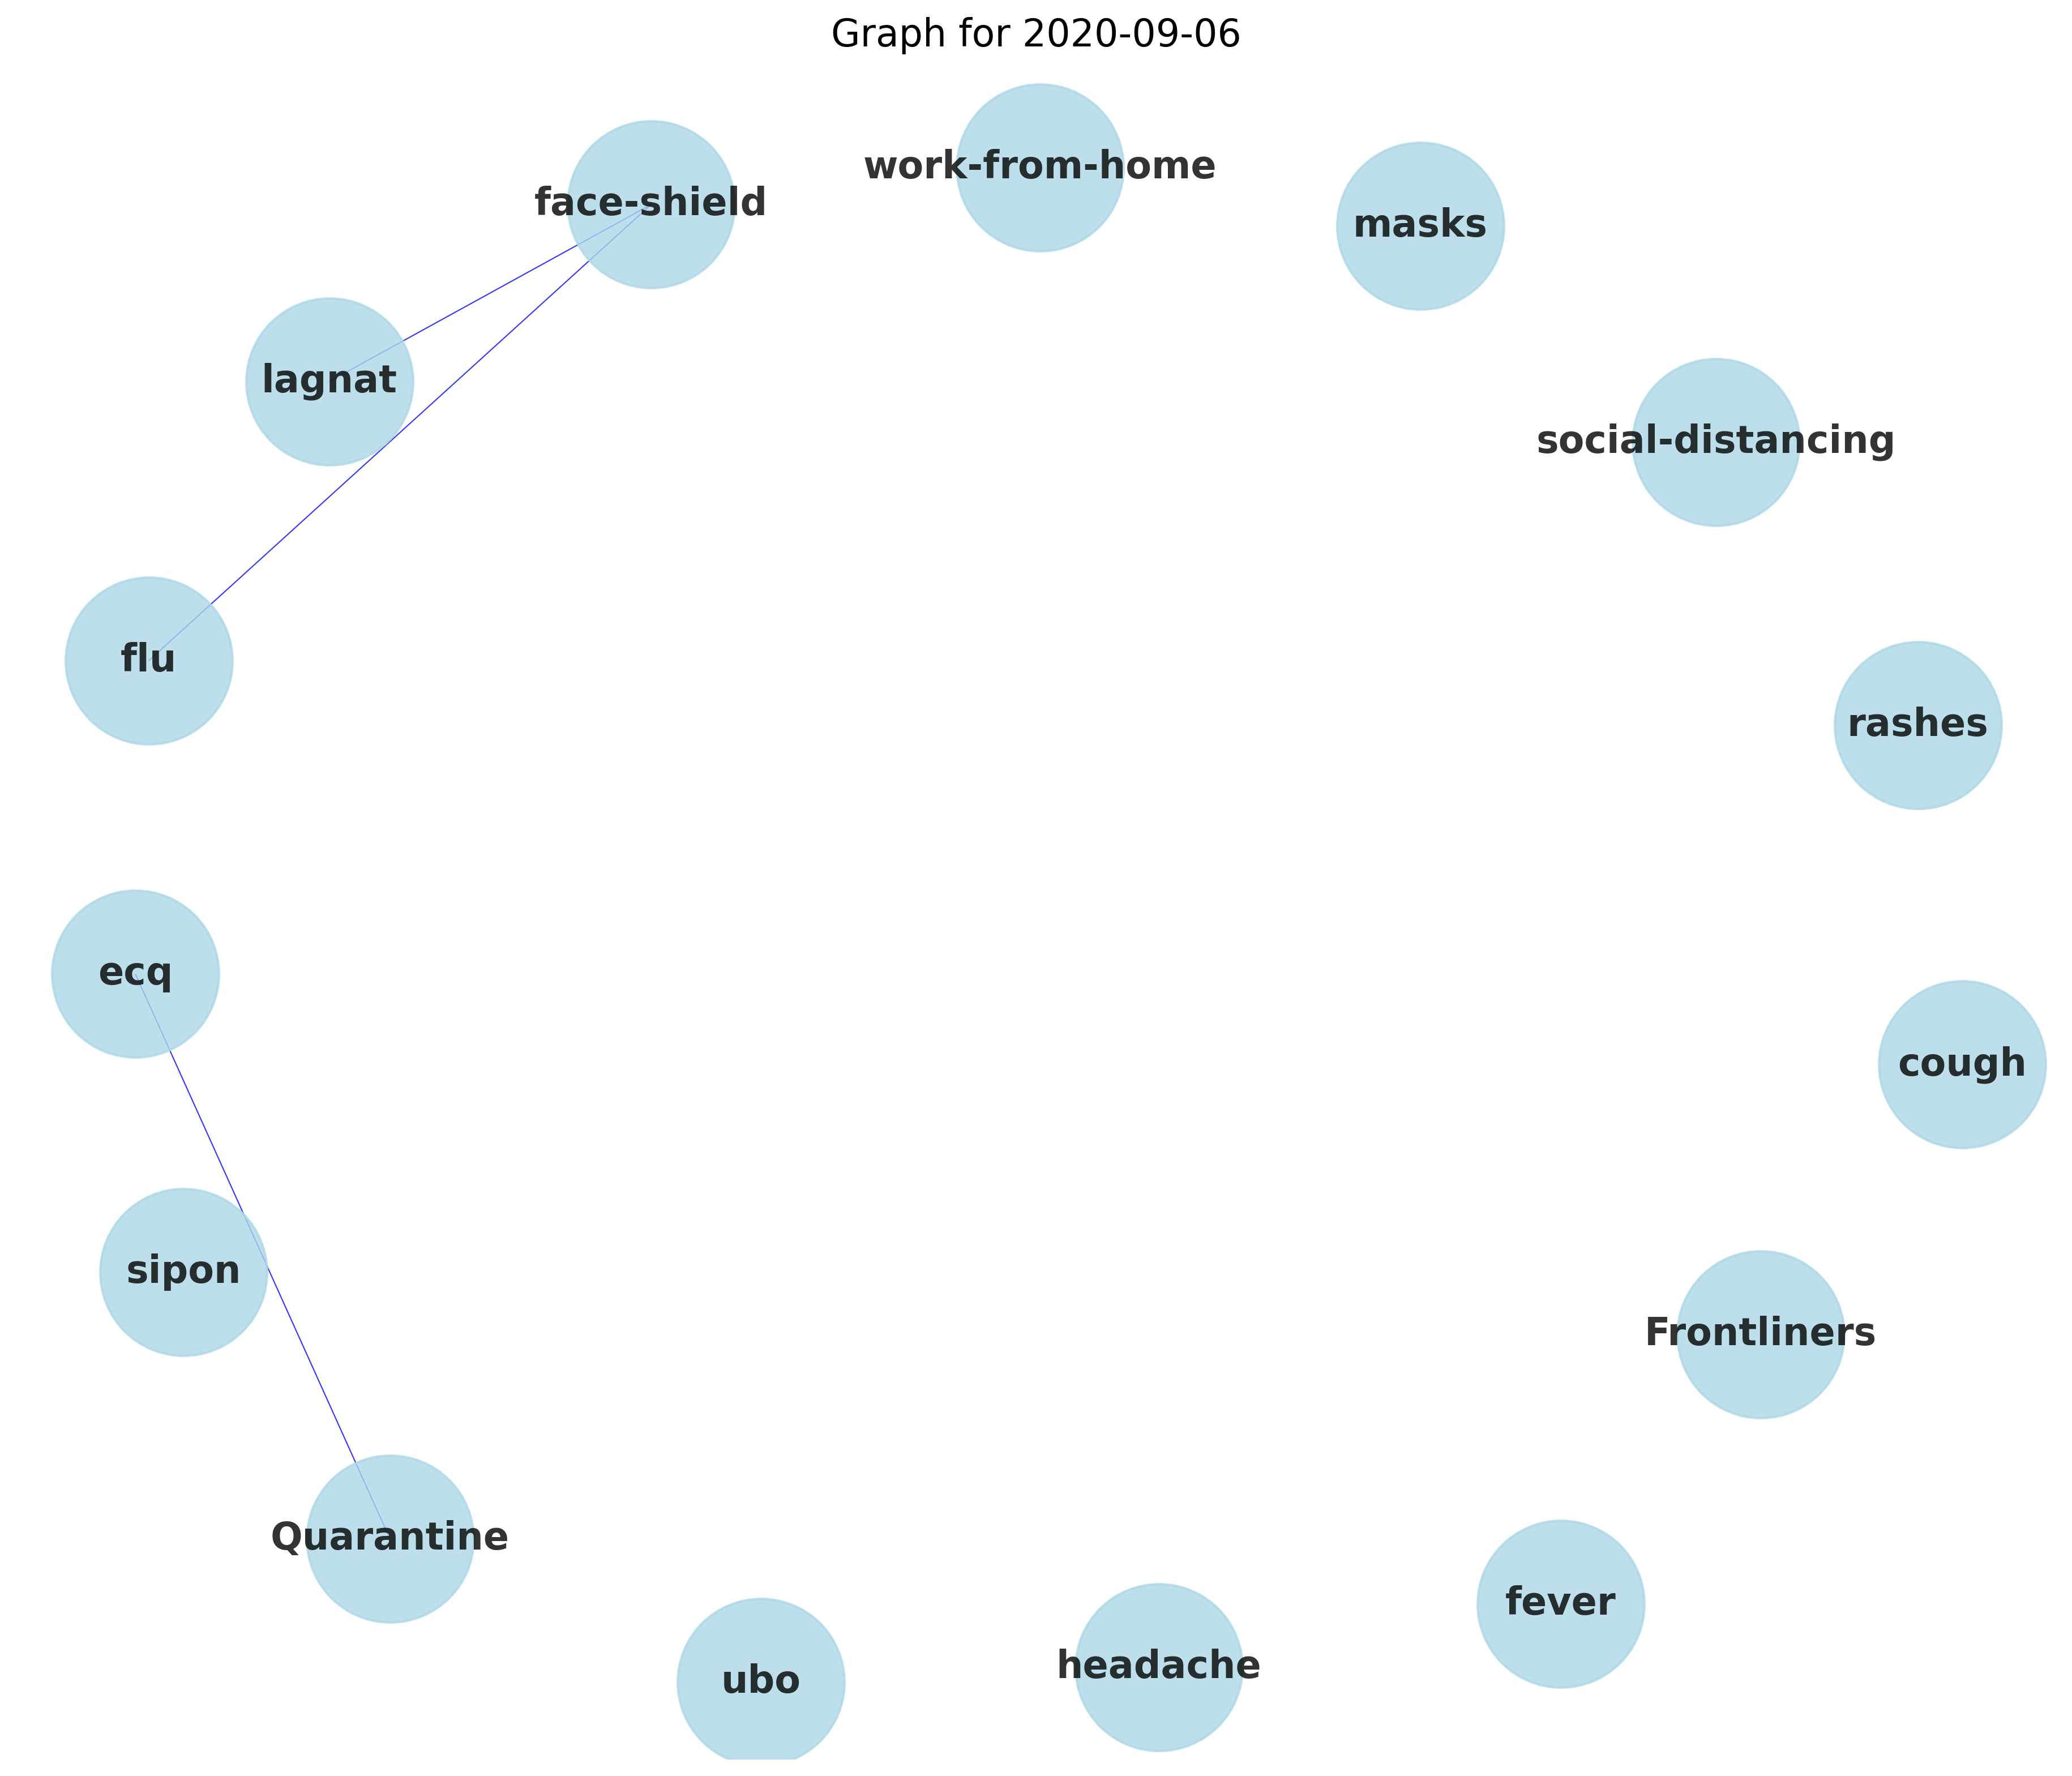 Graph for 2020-09-06
work-from-home
face-shield
masks
lagnat
social-distancing
flu
rashes
ecq
cough
sipon
Frontliners
Quarantine
fever
headache
ubo